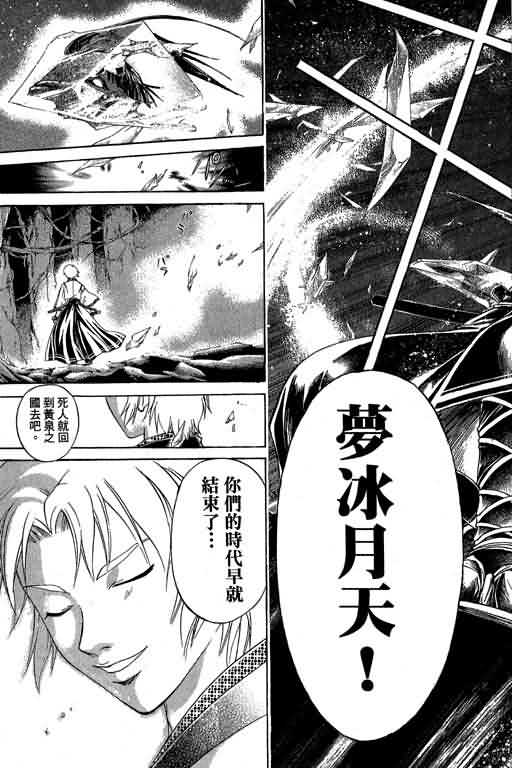 夢冰月天！
死人就回
到黃泉之
國去吧。
你們的時代早就
結束了…